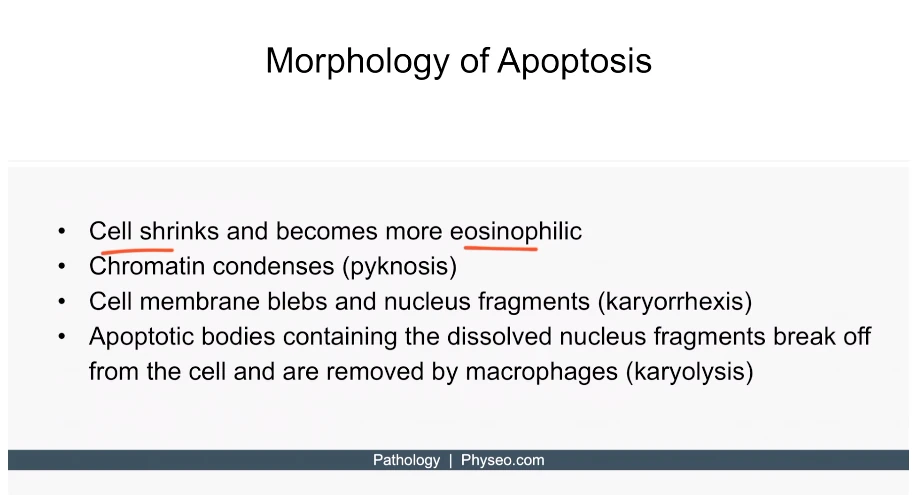 Morphology of Apoptosis
• Cell shrinks and becomes more eosinophilic
• Chromatin condenses (pyknosis)
• Cell membrane blebs and nucleus fragments (karyorrhexis)
• Apoptotic bodies containing the dissolved nucleus fragments break off
from the cell and are removed by macrophages (karyolysis)
Pathology | Physeo.com